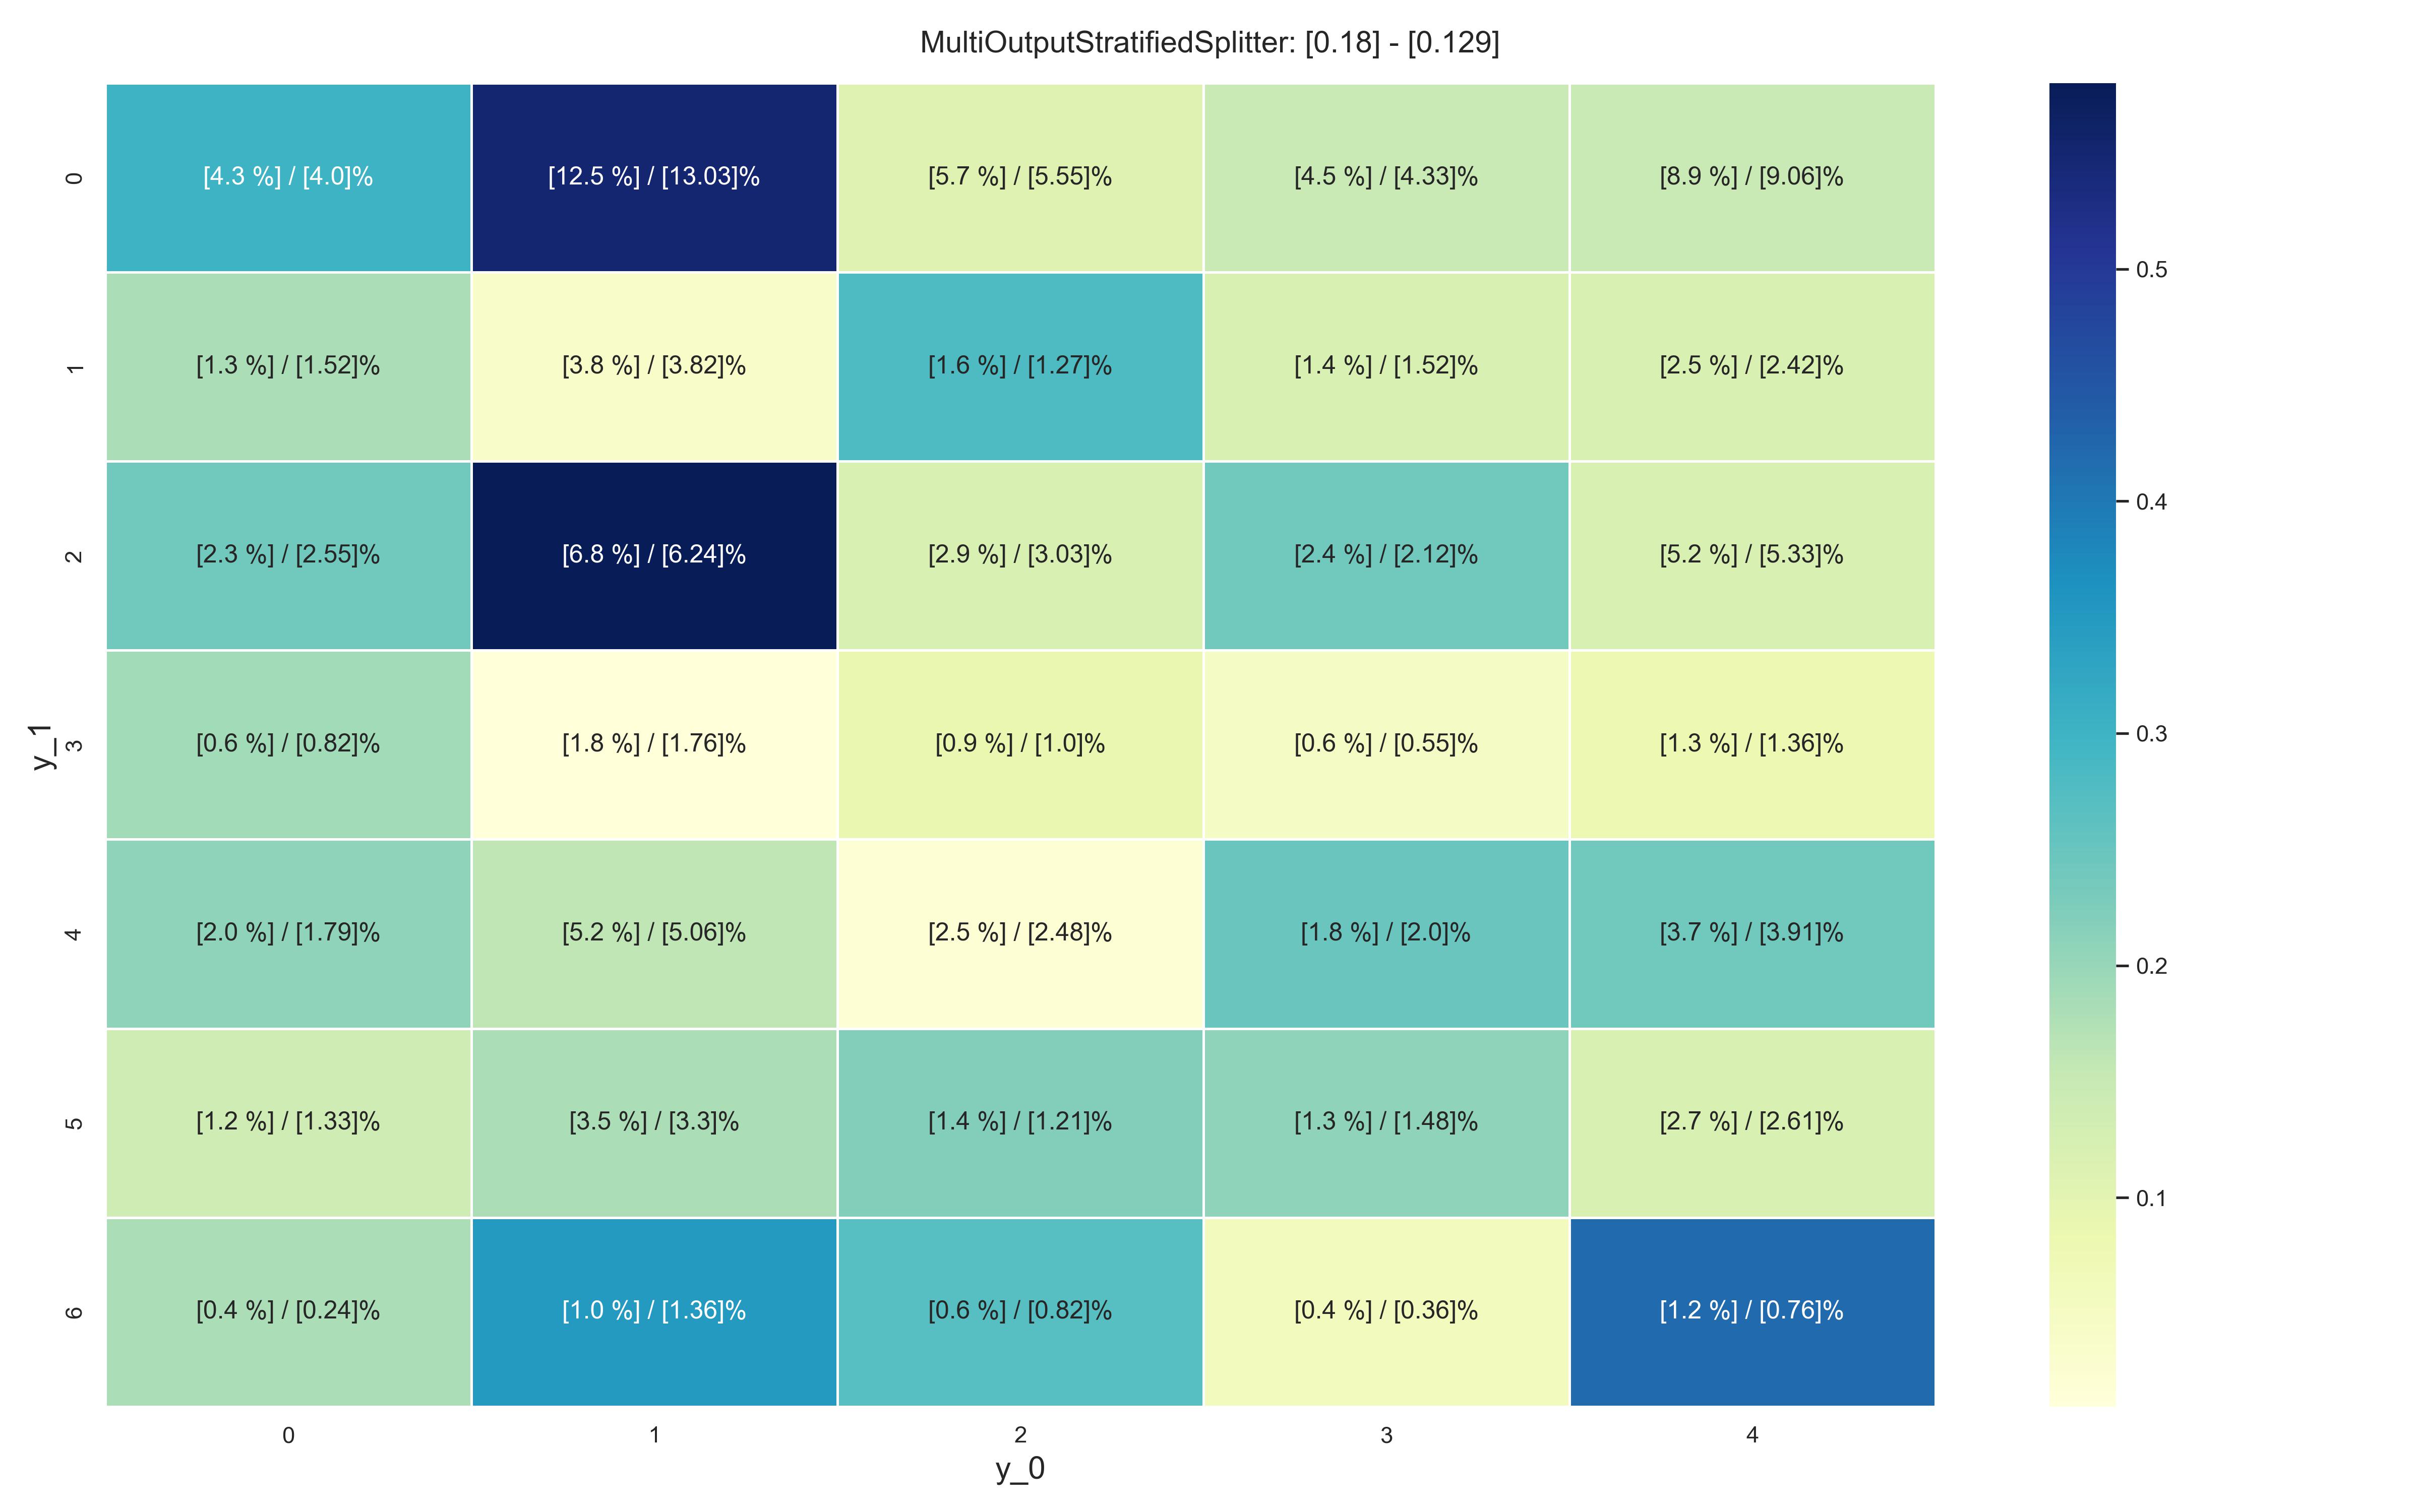 MultiOutputStratifiedSplitter: [0.18] - [0.129]
0 [4.3 %] / [4.0]% [12.5 %] / [13.03]% [5.7 %] / [5.55]% [4.5 %] / [4.33]% [8.9 %] / [9.06]%
0.5
1 [1.3 %] / [1.52]% [3.8 %] / [3.82]% [1.6 %] / [1.27]% [1.4 %] / [1.52]% [2.5 %] / [2.42]%
0.4
2 [2.3 %] / [2.55]% [6.8 %] / [6.24]% [2.9 %] / [3.03]% [2.4 %] / [2.12]% [5.2 %] / [5.33]%
0.3
y_1
3 [0.6 %] / [0.82]% [1.8 %] / [1.76]% [0.9 %] / [1.0]% [0.6 %] / [0.55]% [1.3 %] / [1.36]%
4 [2.0 %] / [1.79]% [5.2 %] / [5.06]% [2.5 %] / [2.48]% [1.8 %] / [2.0]% [3.7 %] / [3.91]%
0.2
5 [1.2 %] / [1.33]% [3.5 %] / [3.3]% [1.4 %] / [1.21]% [1.3 %] / [1.48]% [2.7 %] / [2.61]%
0.1
6 [0.4 %] / [0.24]% [1.0 %] / [1.36]% [0.6 %] / [0.82]% [0.4 %] / [0.36]% [1.2 %] / [0.76]%
0 1 2 3 4
y_0